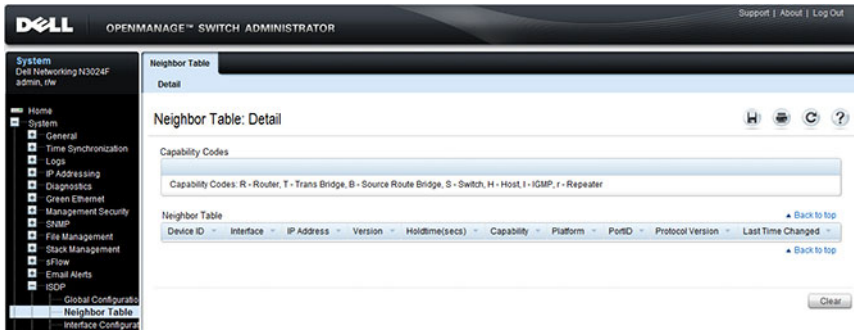 Support | About | Log Out
DELL OPENMANAGE™ SWITCH ADMINISTRATOR
System
Dell Networking N3024F
admin, r/w
Home
System
General
Time Synchronization
Logs
IP Addressing
Diagnostics
Green Ethernet
Management Security
SNMP
File Management
Stack Management
sFlow
Email Alerts
ISDP
Global Configuratio
Neighbor Table
Interface Configurat
Neighbor Table
Detail
Neighbor Table: Detail
Capability Codes
Capability Codes: R - Router, T - Trans Bridge, B - Source Route Bridge, S - Switch, H - Host, I - IGMP, r - Repeater
Neighbor Table
Back to top
Device ID Interface IP Address Version Holdtime(secs) Capability Platform PortID Protocol Version Last Time Changed
Back to top
Clear